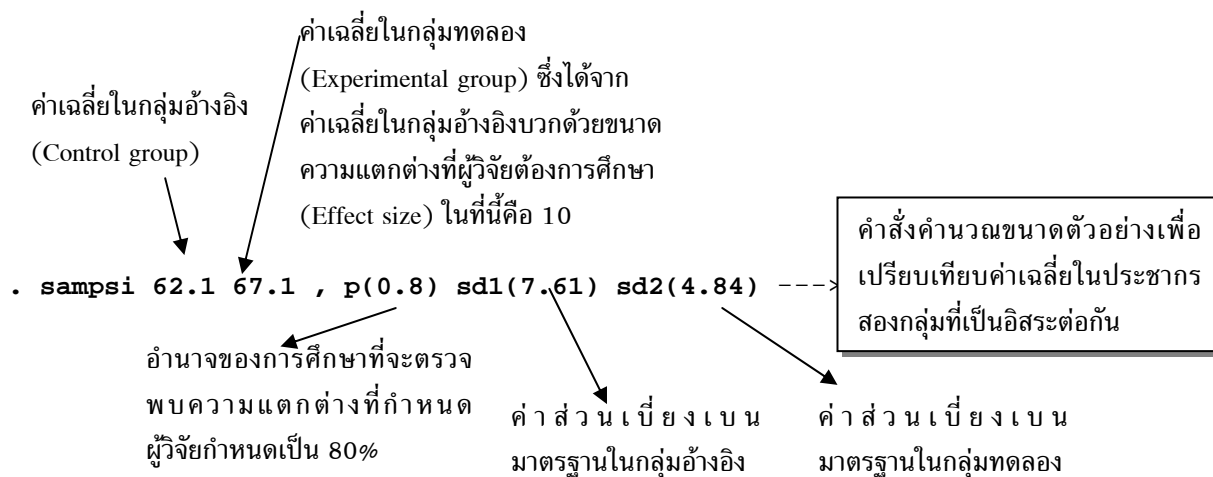 ค่าเฉลี่ยในกลุ่มทดลอง
(Experimental group) ซึ่งได้จาก
ค่าเฉลี่ยในกลุ่มอ้างอิงบวกด้วยขนาด
ความแตกต่างที่ผู้วิจัยต้องการศึกษา
(Effect size) ในที่นี้คือ 10
ค่าเฉลี่ยในกลุ่มอ้างอิง
(Control group)
. sampsi 62.1 67.1 , p(0.8) sd1(7.61) sd2(4.84) --->
คำสั่งคำนวณขนาดตัวอย่างเพื่อ
เปรียบเทียบค่าเฉลี่ยในประชากร
สองกลุ่มที่เป็นอิสระต่อกัน
อำนาจของการศึกษาที่จะตรวจ
พบความแตกต่างที่กำหนด
ผู้วิจัยกำหนดเป็น 80%
ค่าส่วนเบี่ยงเบน
มาตรฐานในกลุ่มอ้างอิง
ค่าส่วนเบี่ยงเบน
มาตรฐานในกลุ่มทดลอง